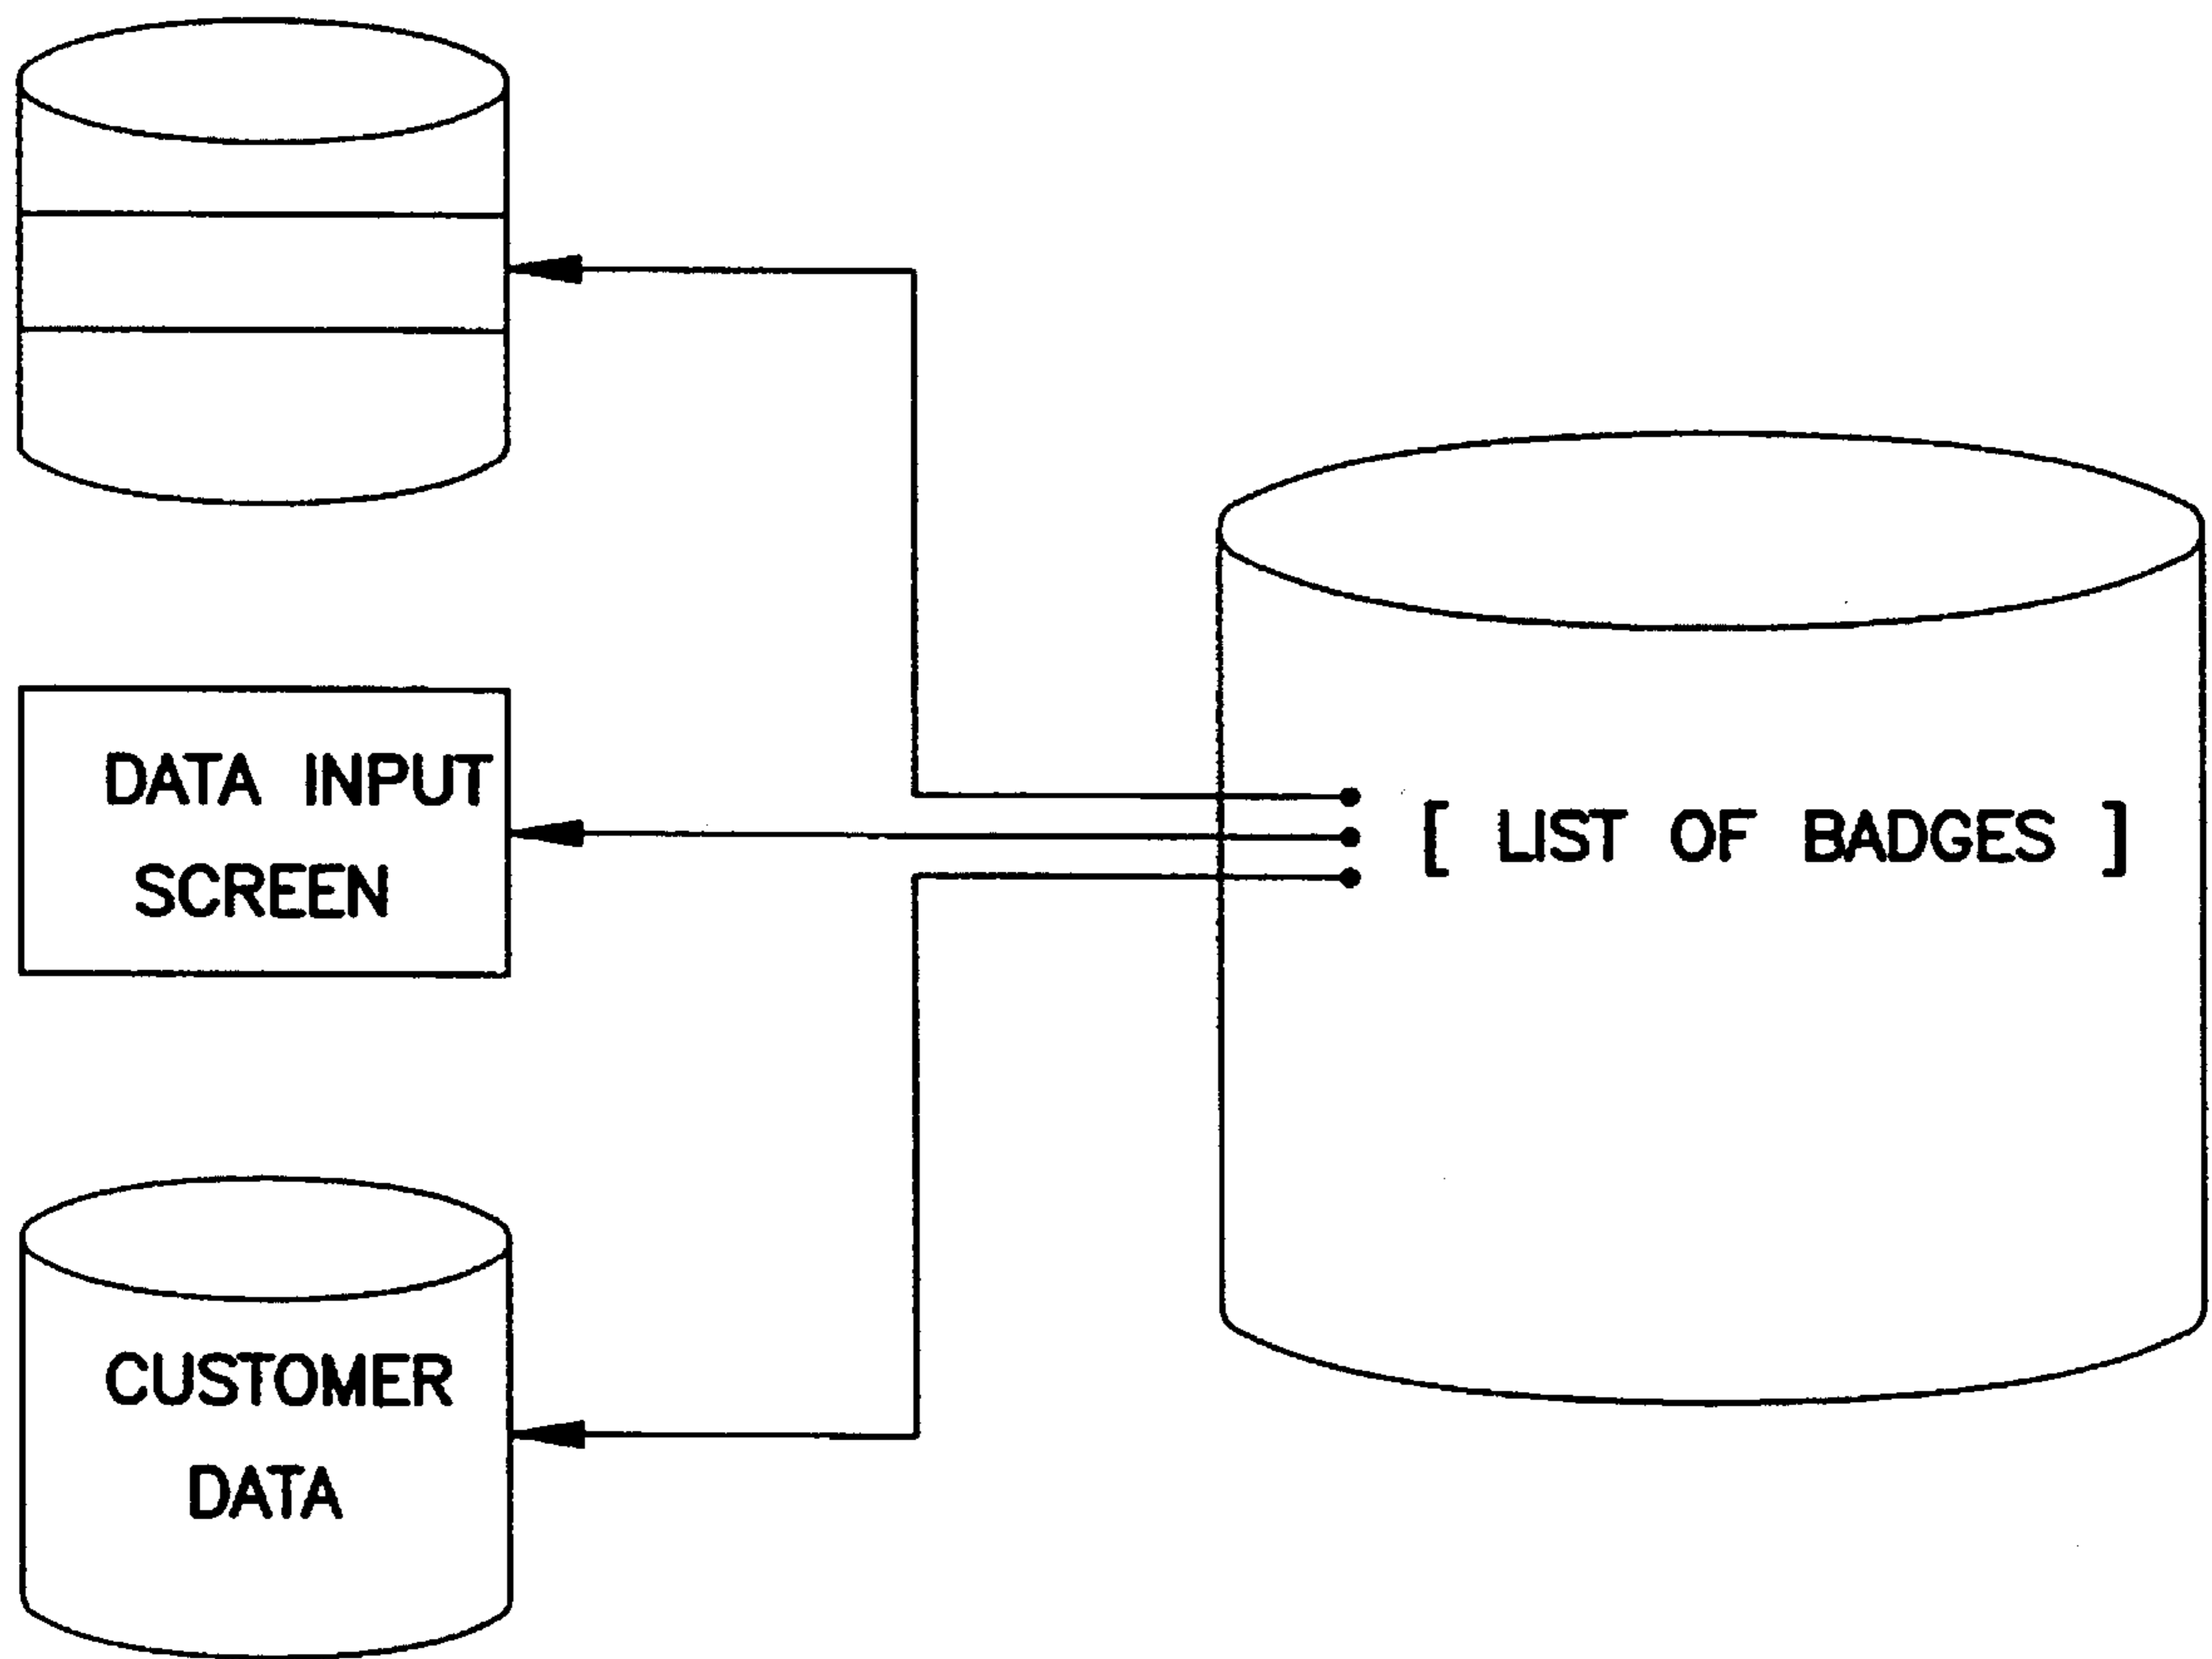 DATA INPUT
SCREEN
[ LIST OF BADGES ]
CUSTOMER
DATA